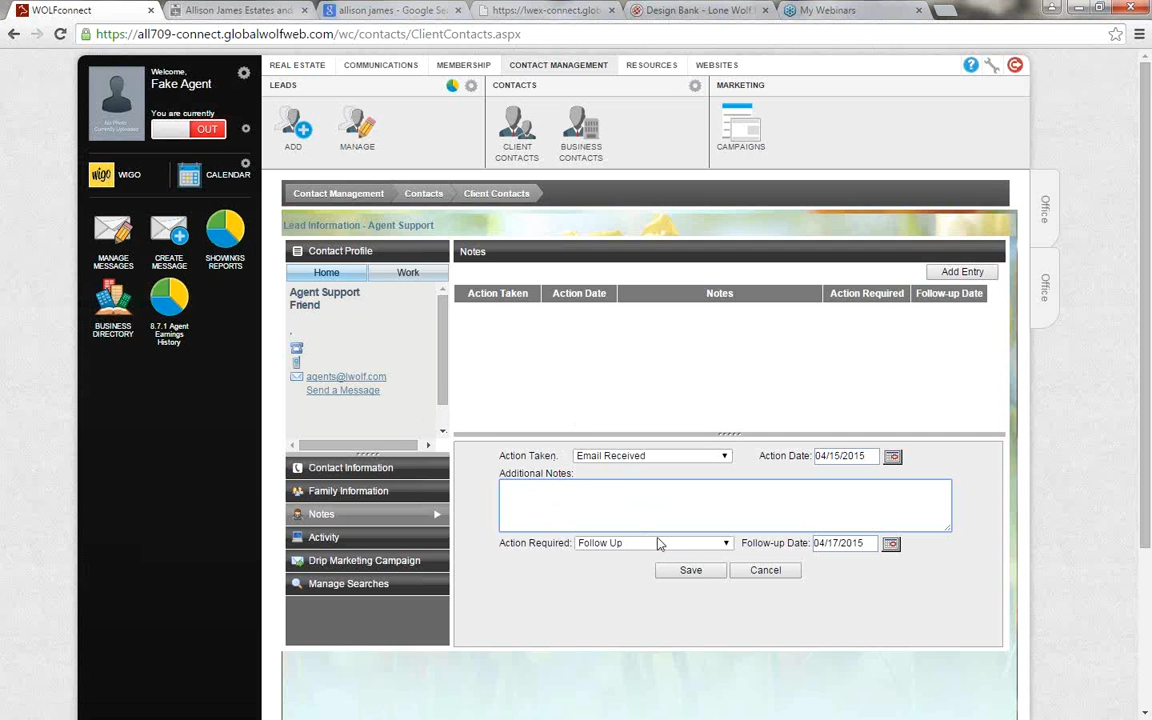 WOLFconnect
Allison James Estates and
allison james - Google Se
https://lwex-connect.glob
Design Bank - Lone Wolf
My Webinars
https://all709-connect.globalwolfweb.com/wc/contacts/ClientContacts.aspx
Welcome,
Fake Agent
No Photo
Currently Uploaded
You are currently
OUT
wigo WIGO
CALENDAR
MANAGE MESSAGES
CREATE MESSAGE
SHOWINGS REPORTS
BUSINESS DIRECTORY
8.7.1 Agent Earnings History
REAL ESTATE COMMUNICATIONS MEMBERSHIP CONTACT MANAGEMENT RESOURCES WEBSITES
LEADS
CONTACTS
MARKETING
ADD
MANAGE
CLIENT CONTACTS
BUSINESS CONTACTS
CAMPAIGNS
Contact Management Contacts Client Contacts
Lead Information - Agent Support
Contact Profile
Home Work
Agent Support
Friend
,
agents@lwolf.com
Send a Message
Contact Information
Family Information
Notes
Activity
Drip Marketing Campaign
Manage Searches
Notes
Add Entry
Action Taken Action Date Notes Action Required Follow-up Date
Action Taken: Email Received Action Date: 04/15/2015
Additional Notes:
Action Required: Follow Up Follow-up Date: 04/17/2015
Save Cancel
Office
Office